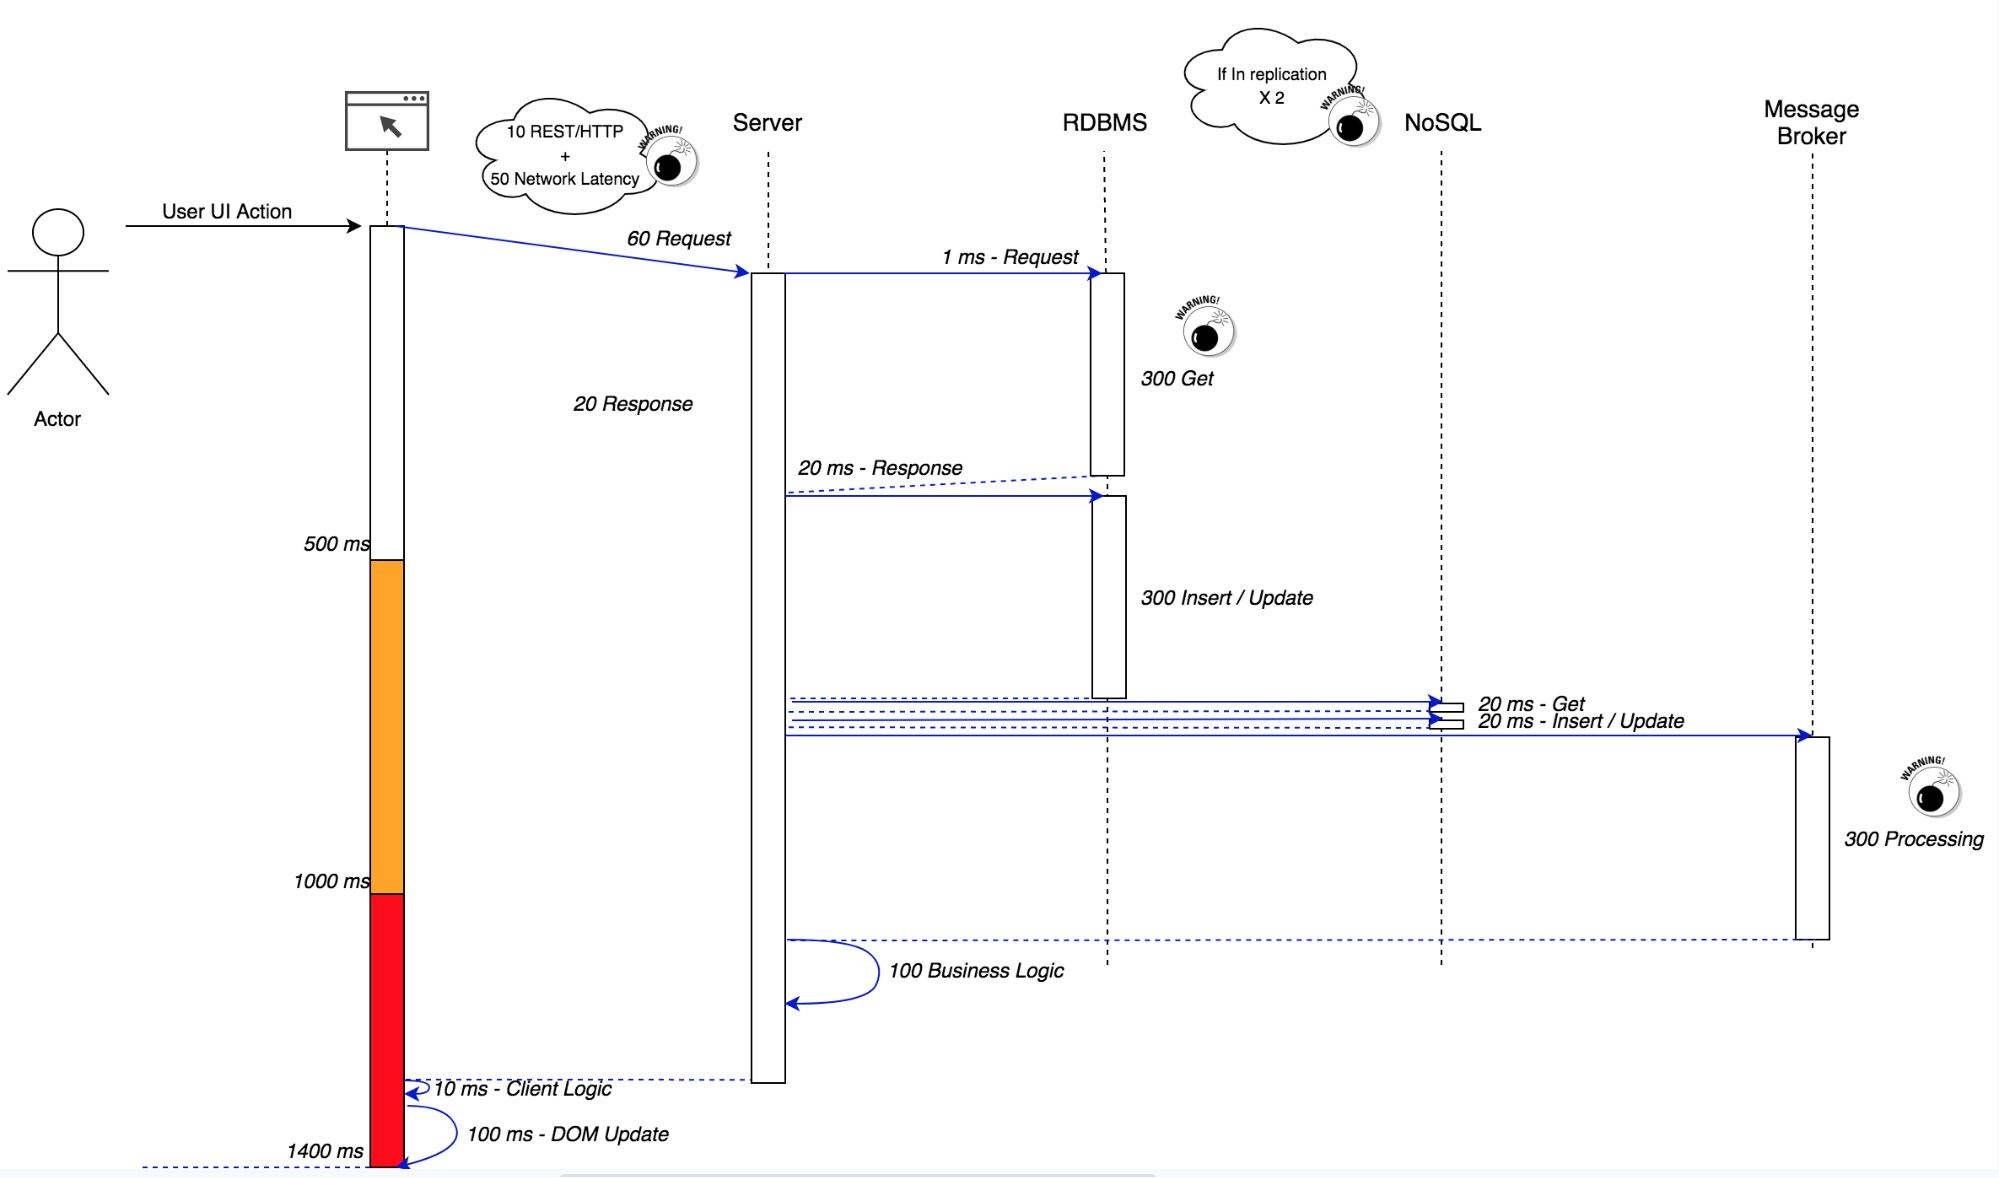 If In replication
X 2
WARNING!
Message
Broker
10 REST/HTTP
+
50 Network Latency
WARNING!
Server
RDBMS
NoSQL
User UI Action
60 Request
1 ms - Request
WARNING!
300 Get
20 Response
Actor
20 ms - Response
500 ms
300 Insert / Update
20 ms - Get
20 ms - Insert / Update
WARNING!
300 Processing
1000 ms
100 Business Logic
10 ms - Client Logic
100 ms - DOM Update
1400 ms